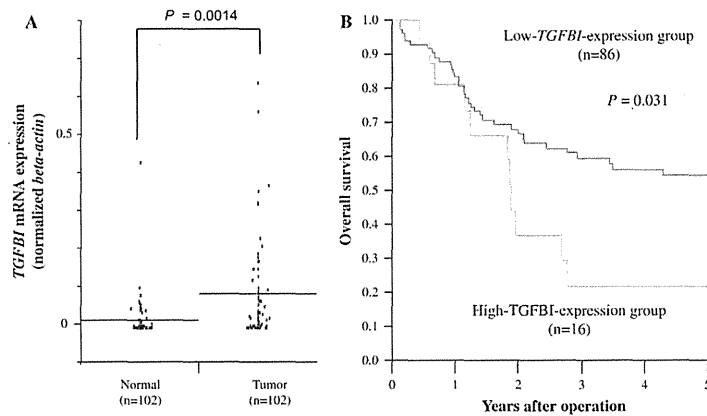 A
P = 0.0014
TGFBI mRNA expression
(normalized beta-actin)
0.5
0
Normal
(n=102)
Tumor
(n=102)
B
Overall survival
1.0
0.9
0.8
0.7
0.6
0.5
0.4
0.3
0.2
0.1
0.0
Low-TGFBI-expression group
(n=86)
P = 0.031
High-TGFBI-expression group
(n=16)
0
1
2
3
4
5
Years after operation